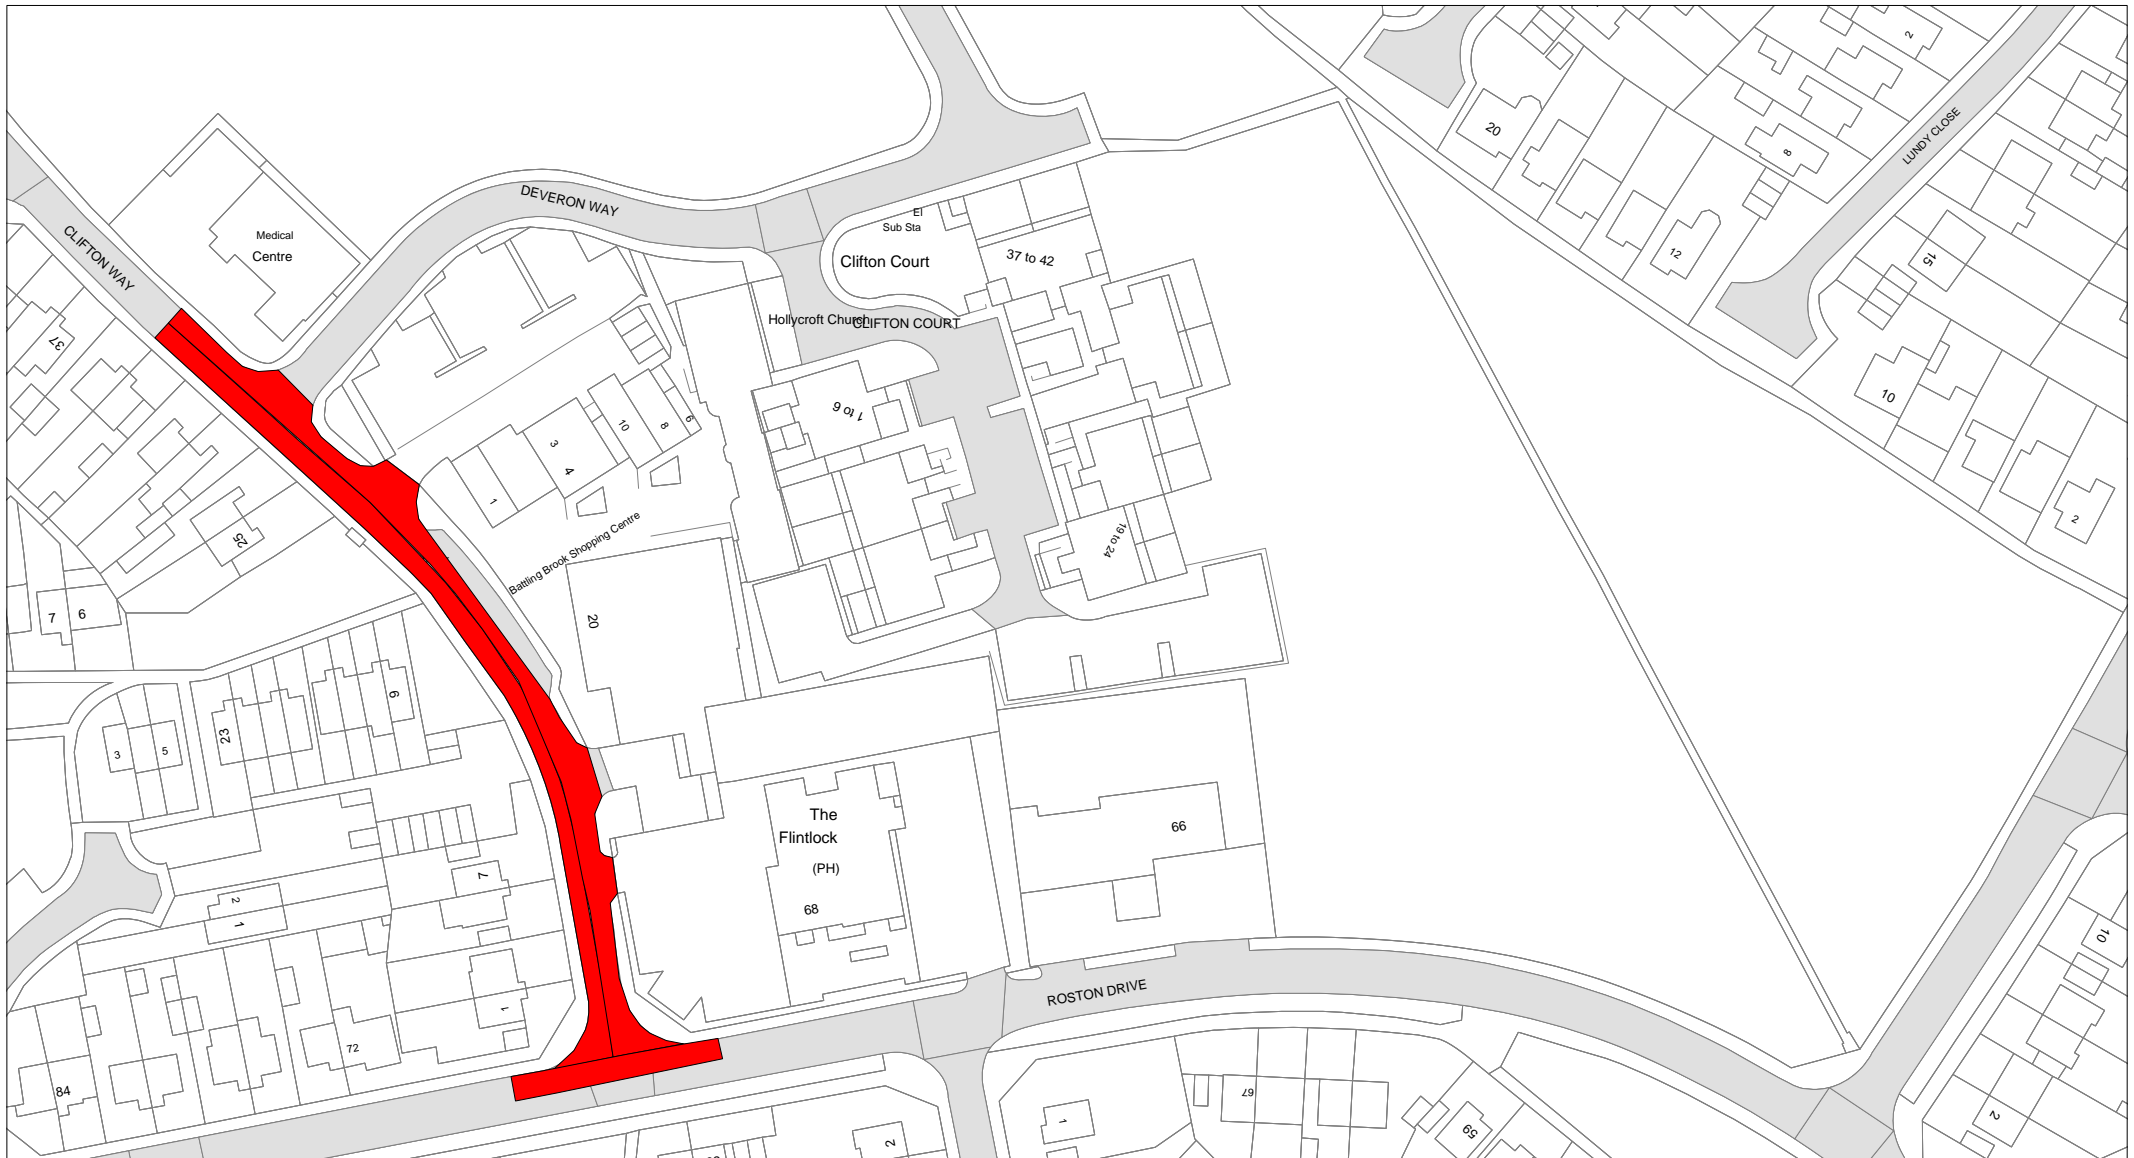 2
20
8
LUNDY CLOSE
DEVERON WAY
El
Sub Sta
Medical
Centre
CLIFTON WAY
Clifton Court
37 to 42
12
15
Hollycroft Church
CLIFTON COURT
37
10
1 to 6
3
4
10
8
6
1
2
25
19 to 24
Battling Brook Shopping Centre
7
6
20
9
23
3
5
The
Flintlock
(PH)
68
66
7
2
1
10
1
ROSTON DRIVE
72
84
67
1
59
2
2